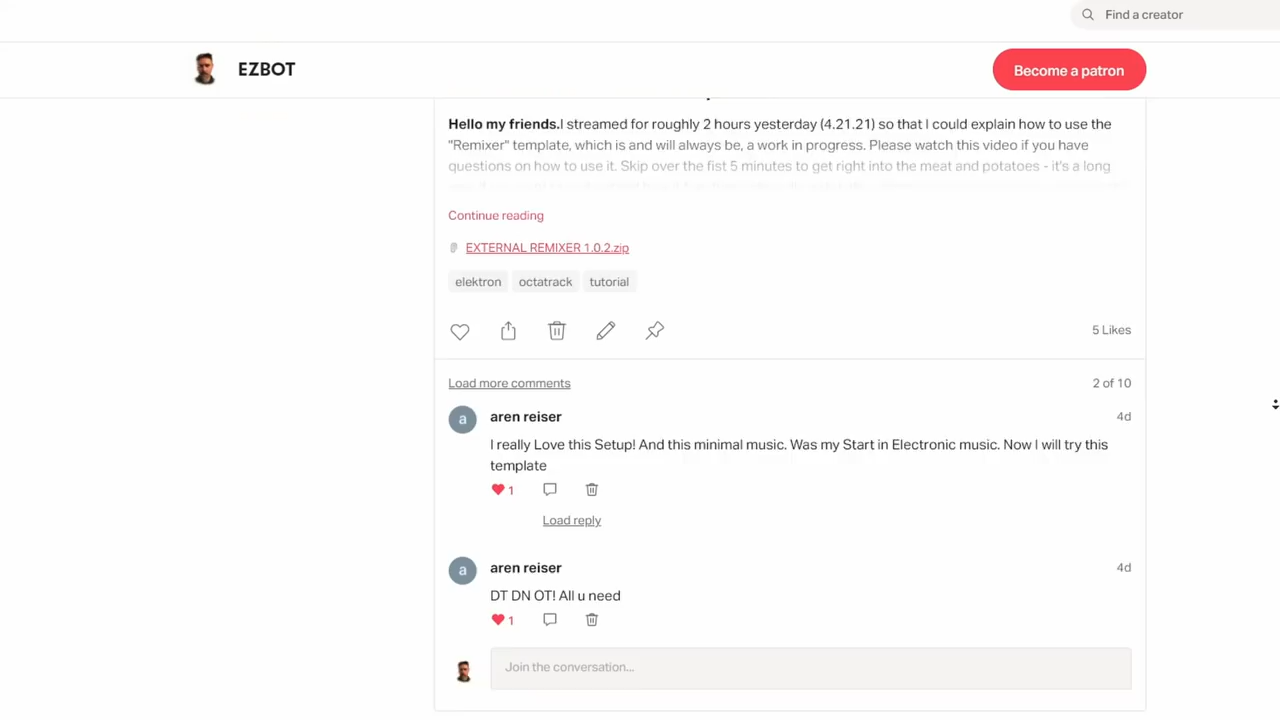 Find a creator
EZBOT
Become a patron
Hello my friends.I streamed for roughly 2 hours yesterday (4.21.21) so that I could explain how to use the
"Remixer" template, which is and will always be, a work in progress. Please watch this video if you have
questions on how to use it. Skip over the fist 5 minutes to get right into the meat and potatoes - it's a long
Continue reading
EXTERNAL REMIXER 1.0.2.zip
elektron octatrack tutorial
5 Likes
Load more comments 2 of 10
a aren reiser 4d
I really Love this Setup! And this minimal music. Was my Start in Electronic music. Now I will try this
template
1
Load reply
a aren reiser 4d
DT DN OT! All u need
1
Join the conversation...